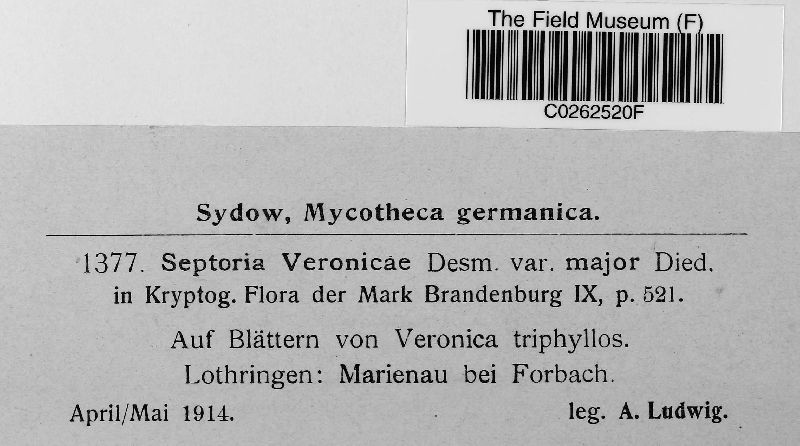 The Field Museum (F)
C0262520F
Sydow, Mycotheca germanica.
1377. Septoria Veronicae Desm. var. major Died.
in Kryptog. Flora der Mark Brandenburg IX, p. 521.
Auf Blättern von Veronica triphyllos.
Lothringen: Marienau bei Forbach.
April/Mai 1914. leg. A. Ludwig.